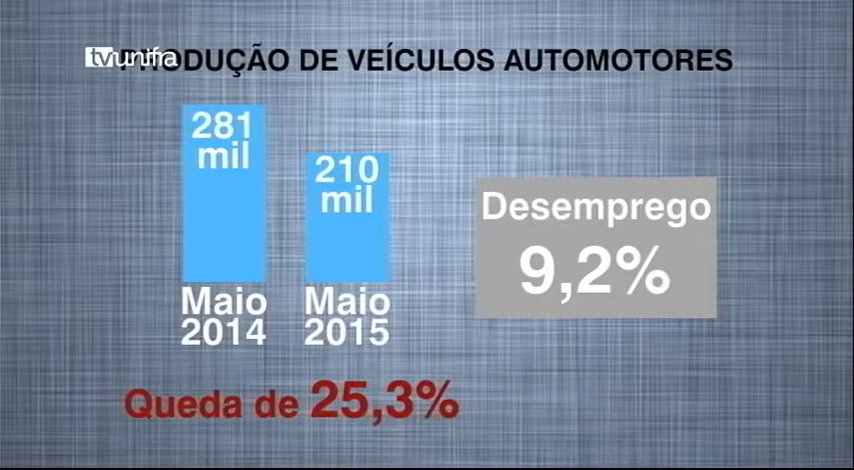 tvunifra
PRODUÇÃO DE VEÍCULOS AUTOMOTORES
281
mil
210
mil
Maio
2014
Maio
2015
Desemprego
9,2%
Queda de 25,3%